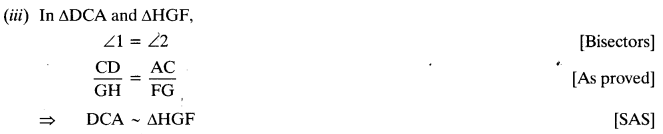 (iii) In ΔDCA and ΔHGF,
∠1 = ∠2 [Bisectors]
CD/GH = AC/FG [As proved]
⇒ DCA ~ ΔHGF [SAS]